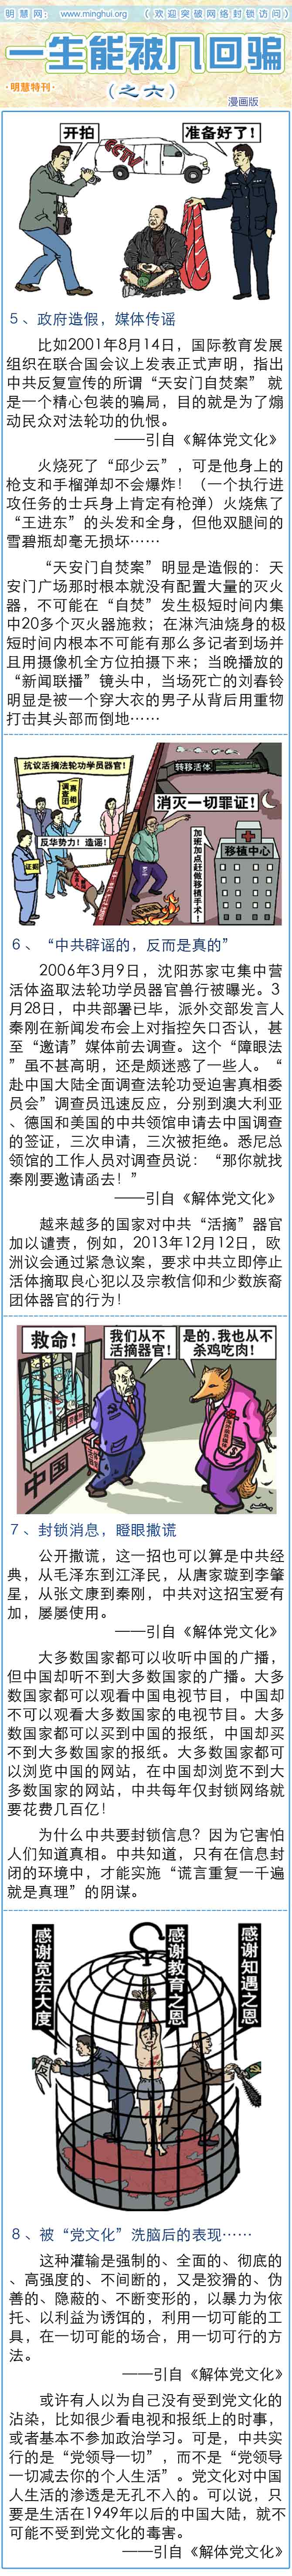 明慧网：www.minghui.org （欢迎突破网络封锁访问）
一生能被几回骗
·明慧特刊·
（之六）
漫画版
开拍
CCTV
准备好了！
5、政府造假，媒体传谣
比如2001年8月14日，国际教育发展
组织在联合国会议上发表正式声明，指出
中共反复宣传的所谓“天安门自焚案” 就
是一个精心包装的骗局，目的就是为了煽
动民众对法轮功的仇恨。
——引自《解体党文化》
火烧死了“邱少云”，可是他身上的
枪支和手榴弹却不会爆炸！（一个执行进
攻任务的士兵身上肯定有枪弹）火烧焦了
“王进东”的头发和全身，但他双腿间的
雪碧瓶却毫无损坏……
“天安门自焚案”明显是造假的：天
安门广场那时根本就没有配置大量的灭火
器，不可能在“自焚”发生极短时间内集
中20多个灭火器施救；在淋汽油烧身的极
短时间内根本不可能有那么多记者到场并
且用摄像机全方位拍摄下来；当晚播放的
“新闻联播”镜头中，当场死亡的刘春铃
明显是被一个穿大衣的男子从背后用重物
打击其头部而倒地……
抗议活摘法轮功学员器官！
真相
调查团
反华势力！造谣！
证据
转移活体
消灭一切罪证！
加班加点赶做移植手术！
移植中心
6、“中共辟谣的，反而是真的”
2006年3月9日，沈阳苏家屯集中营
活体盗取法轮功学员器官兽行被曝光。3
月28日，中共部署已毕，派外交部发言人
秦刚在新闻发布会上对指控矢口否认，甚
至“邀请”媒体前去调查。这个“障眼法
”虽不甚高明，还是颇迷惑了一些人。“
赴中国大陆全面调查法轮功受迫害真相委
员会”调查员迅速反应，分别到澳大利亚
、德国和美国的中共领馆申请去中国调查
的签证，三次申请，三次被拒绝。悉尼总
领馆的工作人员对调查员说：“那你就找
秦刚要邀请函去！”
——引自《解体党文化》
越来越多的国家对中共“活摘”器官
加以谴责，例如，2013年12月12日，欧
洲议会通过紧急议案，要求中共立即停止
活体摘取良心犯以及宗教信仰和少数族裔
团体器官的行为！
救命！
我们从不
活摘器官！
是的，我也从不
杀鸡吃肉！
中国
7、封锁消息，瞪眼撒谎
公开撒谎，这一招也可以算是中共经
典，从毛泽东到江泽民，从唐家璇到李肇
星，从张文康到秦刚，中共对这招宝爱有
加，屡屡使用。
——引自《解体党文化》
大多数国家都可以收听中国的广播，
但中国却听不到大多数国家的广播。大多
数国家都可以观看中国电视节目，中国却
不可以观看大多数国家的电视节目。大多
数国家都可以买到中国的报纸，中国却买
不到大多数国家的报纸。大多数国家都可
以浏览中国的网站，在中国却浏览不到大
多数国家的网站，中共每年仅封锁网络就
要花费几百亿！
为什么中共要封锁信息？因为它害怕
人们知道真相。中共知道，只有在信息封
闭的环境中，才能实施“谎言重复一千遍
就是真理”的阴谋。
感谢宽宏大度
感谢教育之恩
感谢知遇之恩
8、被“党文化”洗脑后的表现……
这种灌输是强制的、全面的、彻底的
、高强度的、不间断的，又是狡猾的、伪
善的、隐蔽的、不断变形的，以暴力为依
托、以利益为诱饵的，利用一切可能的工
具，在一切可能的场合，用一切可行的方
法。
——引自《解体党文化》
或许有人以为自己没有受到党文化的
沾染，比如很少看电视和报纸上的时事，
或者基本不参加政治学习。可是，中共实
行的是“党领导一切”，而不是“党领导
一切减去你的个人生活”。党文化对中国
人生活的渗透是无孔不入的。可以说，只
要是生活在1949年以后的中国大陆，就不
可能不受到党文化的毒害。
——引自《解体党文化》